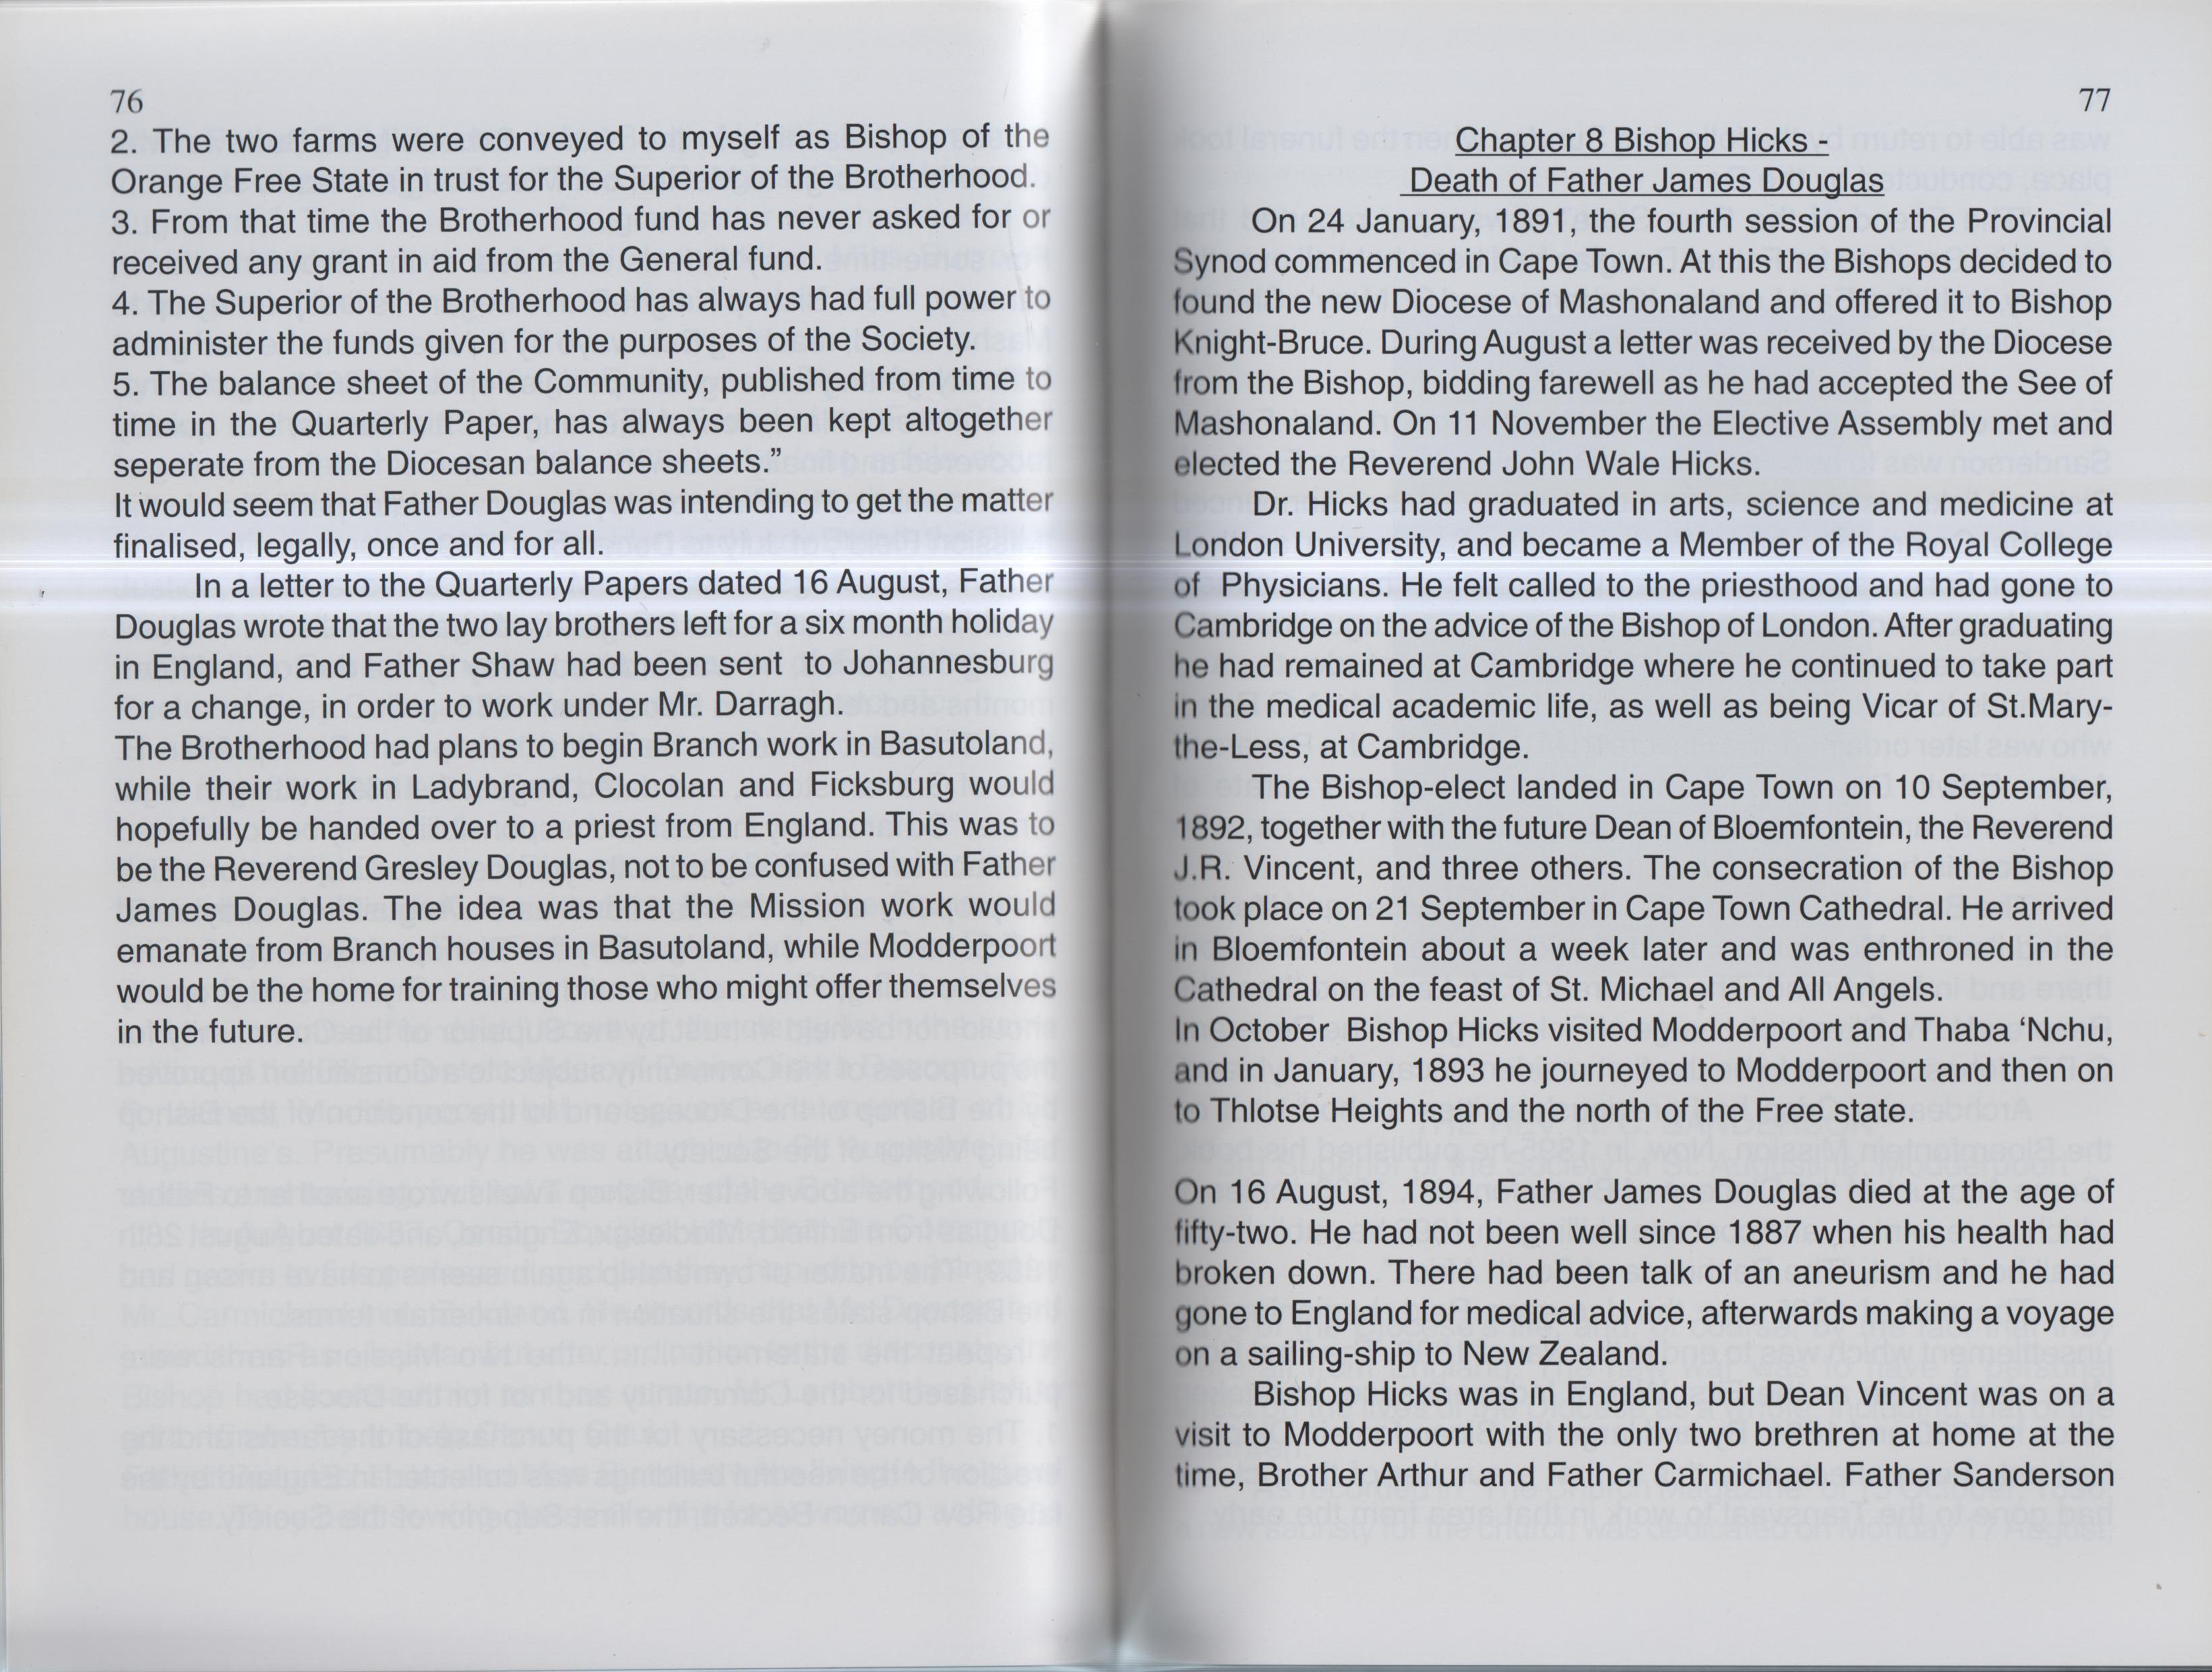 76
2. The two farms were conveyed to myself as Bishop of the
Orange Free State in trust for the Superior of the Brotherhood.
3. From that time the Brotherhood fund has never asked for or
received any grant in aid from the General fund.
4. The Superior of the Brotherhood has always had full power to
administer the funds given for the purposes of the Society.
5. The balance sheet of the Community, published from time to
time in the Quarterly Paper, has always been kept altogether
seperate from the Diocesan balance sheets.”
It would seem that Father Douglas was intending to get the matter
finalised, legally, once and for all.
In a letter to the Quarterly Papers dated 16 August, Father
Douglas wrote that the two lay brothers left for a six month holiday
in England, and Father Shaw had been sent to Johannesburg
for a change, in order to work under Mr. Darragh.
The Brotherhood had plans to begin Branch work in Basutoland,
while their work in Ladybrand, Clocolan and Ficksburg would
hopefully be handed over to a priest from England. This was to
be the Reverend Gresley Douglas, not to be confused with Father
James Douglas. The idea was that the Mission work would
emanate from Branch houses in Basutoland, while Modderpoort
would be the home for training those who might offer themselves
in the future.
77
Chapter 8 Bishop Hicks -
Death of Father James Douglas
On 24 January, 1891, the fourth session of the Provincial
Synod commenced in Cape Town. At this the Bishops decided to
found the new Diocese of Mashonaland and offered it to Bishop
Knight-Bruce. During August a letter was received by the Diocese
from the Bishop, bidding farewell as he had accepted the See of
Mashonaland. On 11 November the Elective Assembly met and
elected the Reverend John Wale Hicks.
Dr. Hicks had graduated in arts, science and medicine at
London University, and became a Member of the Royal College
of Physicians. He felt called to the priesthood and had gone to
Cambridge on the advice of the Bishop of London. After graduating
he had remained at Cambridge where he continued to take part
in the medical academic life, as well as being Vicar of St.Mary-
the-Less, at Cambridge.
The Bishop-elect landed in Cape Town on 10 September,
1892, together with the future Dean of Bloemfontein, the Reverend
J.R. Vincent, and three others. The consecration of the Bishop
took place on 21 September in Cape Town Cathedral. He arrived
in Bloemfontein about a week later and was enthroned in the
Cathedral on the feast of St. Michael and All Angels.
In October Bishop Hicks visited Modderpoort and Thaba 'Nchu,
and in January, 1893 he journeyed to Modderpoort and then on
to Thlotse Heights and the north of the Free state.
On 16 August, 1894, Father James Douglas died at the age of
fifty-two. He had not been well since 1887 when his health had
broken down. There had been talk of an aneurism and he had
gone to England for medical advice, afterwards making a voyage
on a sailing-ship to New Zealand.
Bishop Hicks was in England, but Dean Vincent was on a
visit to Modderpoort with the only two brethren at home at the
time, Brother Arthur and Father Carmichael. Father Sanderson